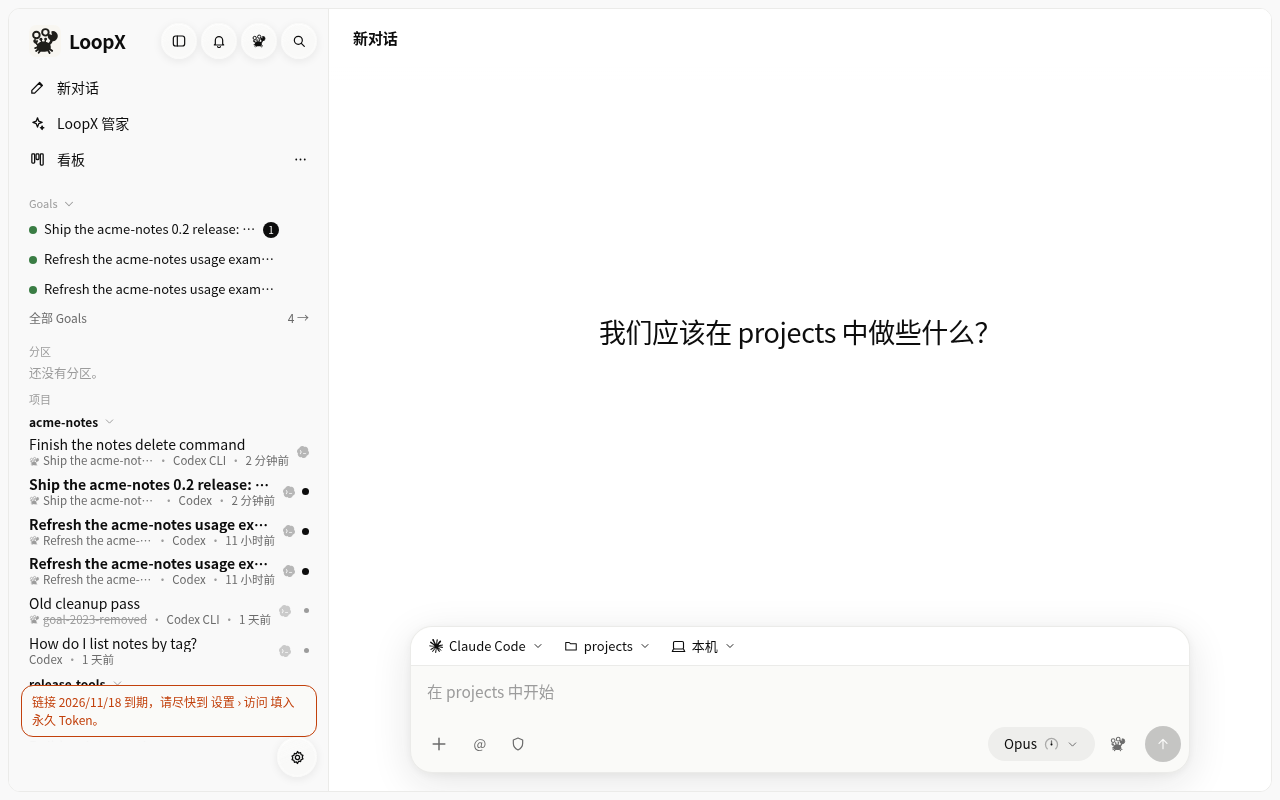 LoopX
新对话
LoopX 管家
看板
Goals
Ship the acme-notes 0.2 release: ···
1
Refresh the acme-notes usage exam···
Refresh the acme-notes usage exam···
全部 Goals
4 →
分区
还没有分区。
项目
acme-notes
Finish the notes delete command
Ship the acme-not··· • Codex CLI • 2 分钟前
Ship the acme-notes 0.2 release: ···
Ship the acme-not··· • Codex • 2 分钟前
Refresh the acme-notes usage ex···
Refresh the acme-··· • Codex • 11 小时前
Refresh the acme-notes usage ex···
Refresh the acme-··· • Codex • 11 小时前
Old cleanup pass
goal-2023-removed • Codex CLI • 1 天前
How do I list notes by tag?
Codex • 1 天前
release-tools
链接 2026/11/18 到期，请尽快到 设置 › 访问 填入
永久 Token。
新对话
我们应该在 projects 中做些什么？
Claude Code
projects
本机
在 projects 中开始
@
Opus